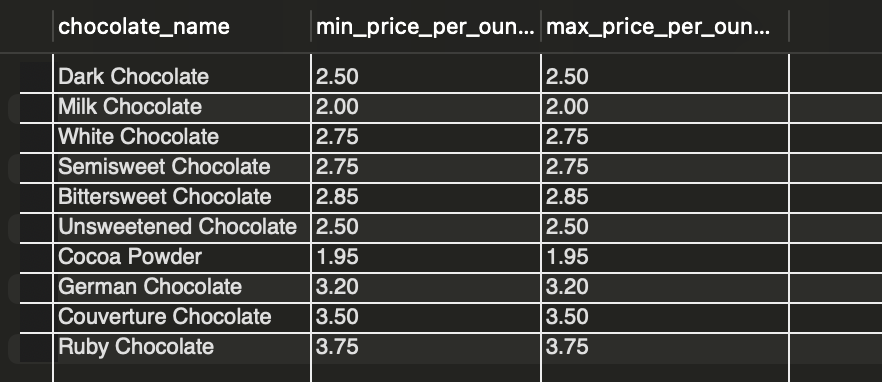 chocolate_name min_price_per_oun... max_price_per_oun...
Dark Chocolate 2.50 2.50
Milk Chocolate 2.00 2.00
White Chocolate 2.75 2.75
Semisweet Chocolate 2.75 2.75
Bittersweet Chocolate 2.85 2.85
Unsweetened Chocolate 2.50 2.50
Cocoa Powder 1.95 1.95
German Chocolate 3.20 3.20
Couverture Chocolate 3.50 3.50
Ruby Chocolate 3.75 3.75